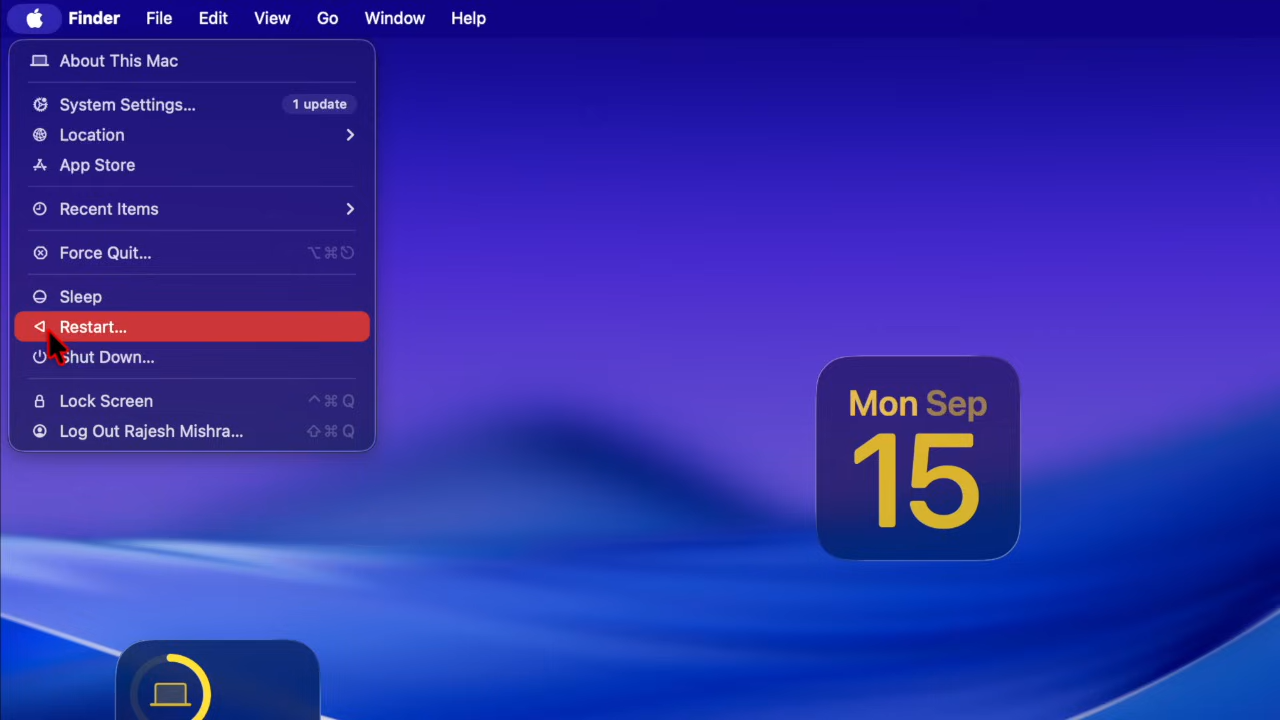 Finder File Edit View Go Window Help
About This Mac
System Settings... 1 update
Location
App Store
Recent Items
Force Quit... ⌥⌘⎋
Sleep
Restart...
Shut Down...
Lock Screen ^⌘Q
Log Out Rajesh Mishra... ⇧⌘Q
Mon Sep
15